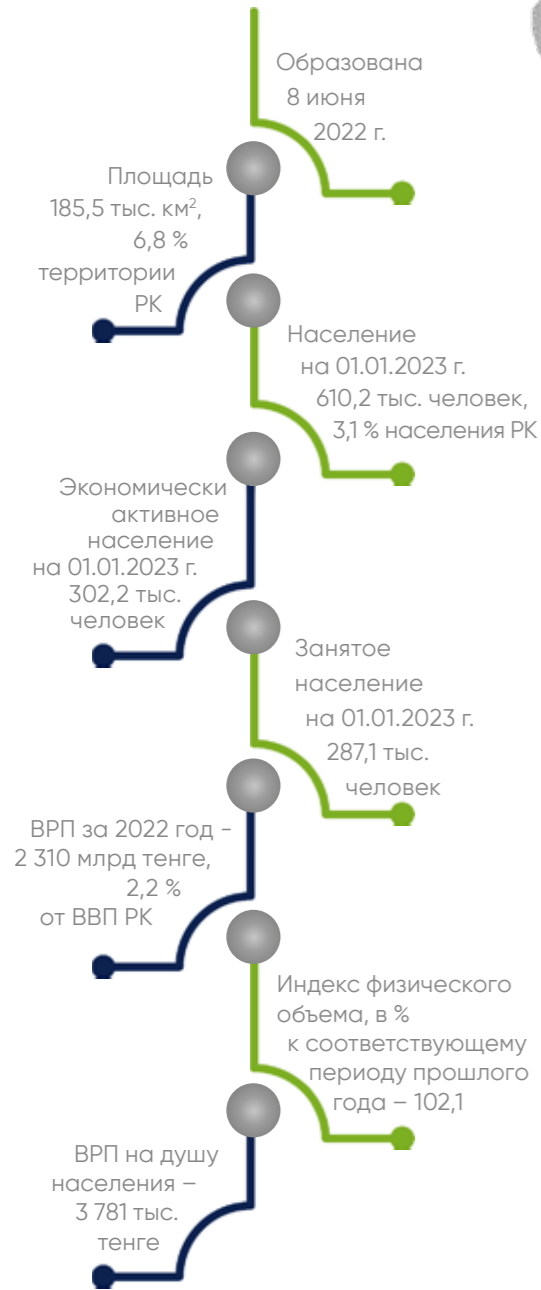 Образована
8 июня
2022 г.
Площадь
185,5 тыс. км²,
6,8 %
территории
РК
Население
на 01.01.2023 г.
610,2 тыс. человек,
3,1 % населения РК
Экономически
активное
население
на 01.01.2023 г.
302,2 тыс.
человек
Занятое
население
на 01.01.2023 г.
287,1 тыс.
человек
ВРП за 2022 год -
2 310 млрд тенге,
2,2 %
от ВВП РК
Индекс физического
объема, в %
к соответствующему
периоду прошлого
года – 102,1
ВРП на душу
населения –
3 781 тыс.
тенге